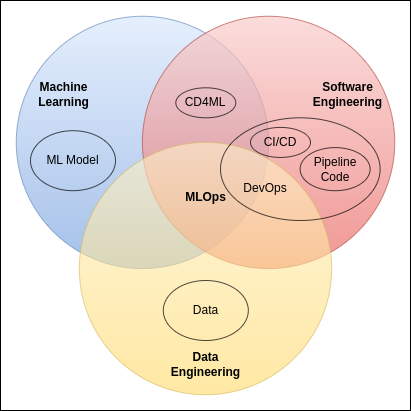 Machine
Learning
Software
Engineering
CD4ML
CI/CD
ML Model
Pipeline
Code
DevOps
MLOps
Data
Data
Engineering